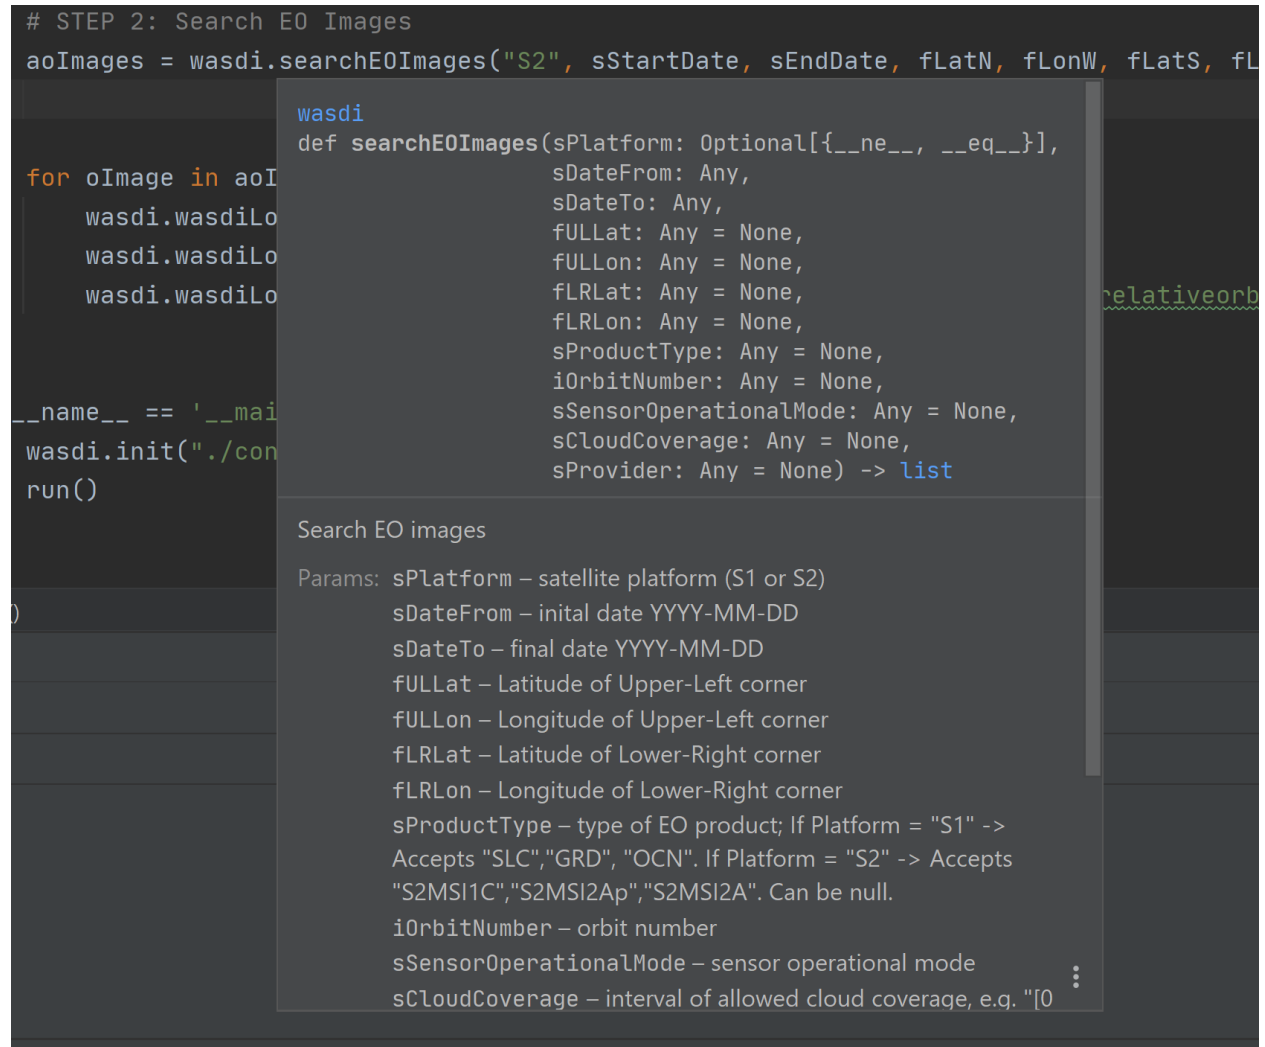 # STEP 2: Search EO Images
aoImages = wasdi.searchEOImages("S2", sStartDate, sEndDate, fLatN, fLonW, fLatS, fL
wasdi
def searchEOImages(sPlatform: Optional[{__ne__, __eq__}],
sDateFrom: Any,
sDateTo: Any,
fULLat: Any = None,
fULLon: Any = None,
fLRLat: Any = None,
fLRLon: Any = None,
sProductType: Any = None,
iOrbitNumber: Any = None,
sSensorOperationalMode: Any = None,
sCloudCoverage: Any = None,
sProvider: Any = None) -> list
for oImage in aoI
wasdi.wasdiLo
wasdi.wasdiLo
wasdi.wasdiLo
relativeorb
__name__ == '__mai
wasdi.init("./con
run()
()
Search EO images
Params: sPlatform – satellite platform (S1 or S2)
sDateFrom – inital date YYYY-MM-DD
sDateTo – final date YYYY-MM-DD
fULLat – Latitude of Upper-Left corner
fULLon – Longitude of Upper-Left corner
fLRLat – Latitude of Lower-Right corner
fLRLon – Longitude of Lower-Right corner
sProductType – type of EO product; If Platform = "S1" ->
Accepts "SLC","GRD", "OCN". If Platform = "S2" -> Accepts
"S2MSI1C","S2MSI2Ap","S2MSI2A". Can be null.
iOrbitNumber – orbit number
sSensorOperationalMode – sensor operational mode
sCloudCoverage – interval of allowed cloud coverage, e.g. "[0